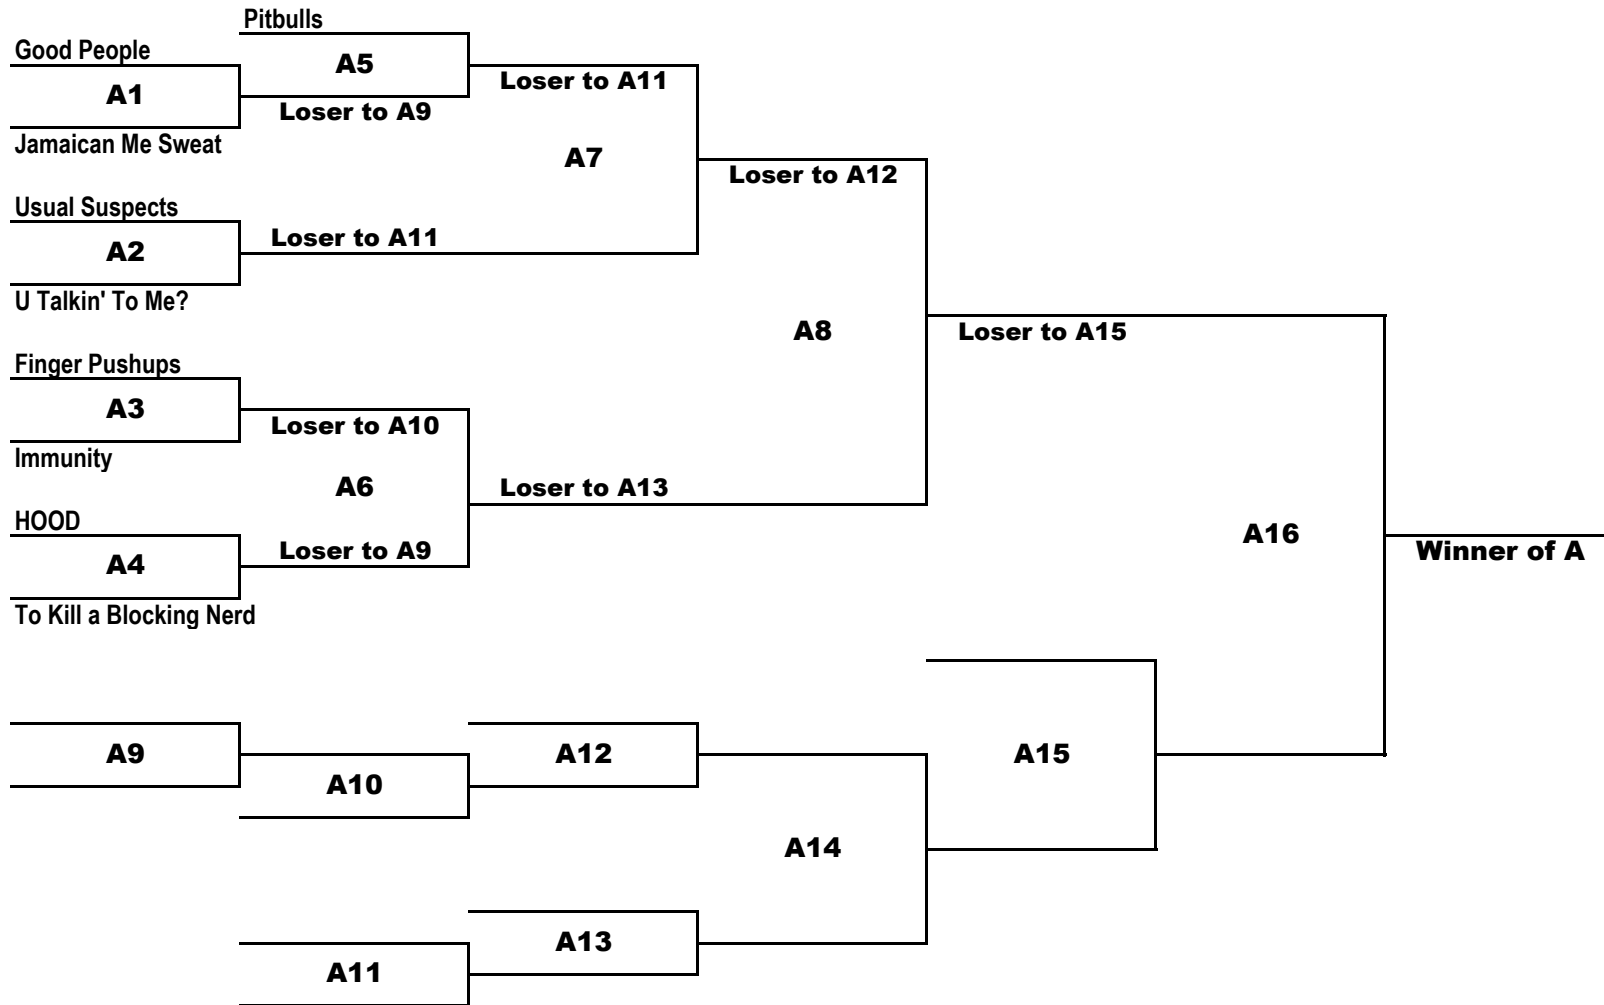 Pitbulls
Good People
A5
Loser to A11
A1
Loser to A9
Jamaican Me Sweat
A7
Loser to A12
Usual Suspects
Loser to A11
A2
U Talkin' To Me?
A8
Loser to A15
Finger Pushups
A3
Loser to A10
Immunity
A6
Loser to A13
HOOD
A16
A4
Loser to A9
Winner of A
To Kill a Blocking Nerd
A9
A12
A15
A10
A14
A13
A11